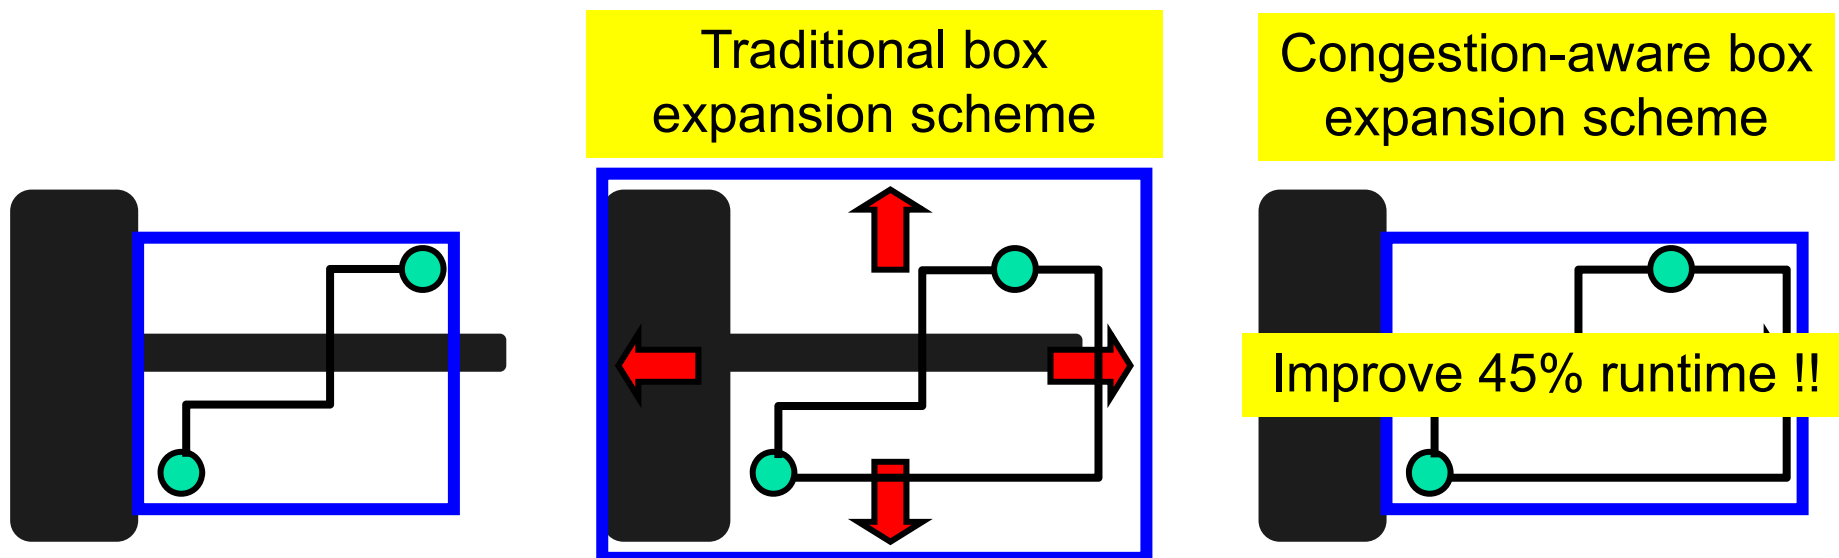 Traditional box
expansion scheme
Congestion-aware box
expansion scheme
Improve 45% runtime !!